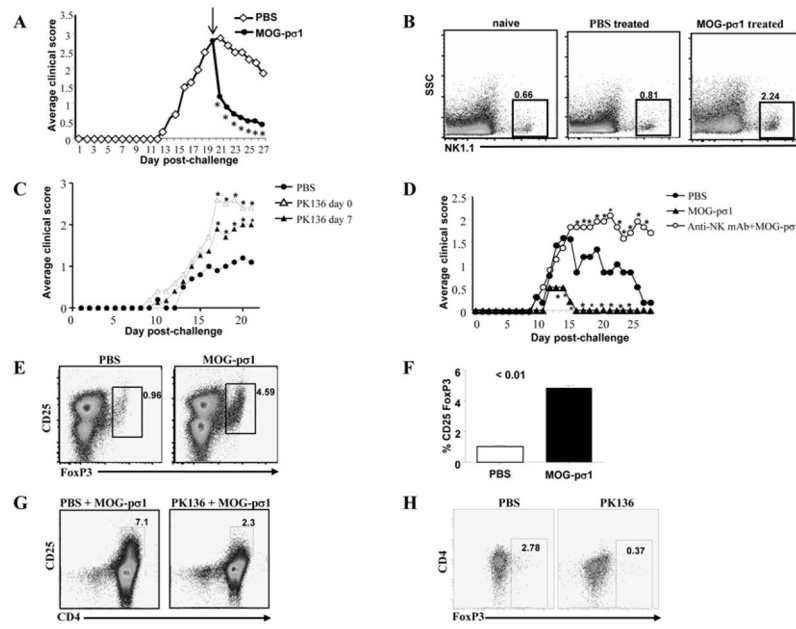 A
PBS
MOG-pσ1
Average clinical score
3.5
3
2.5
2
1.5
1
0.5
0
1 3 5 7 9 11 13 15 17 19 21 23 25 27
Day post-challenge
B
naive
PBS treated
MOG-pσ1 treated
SSC
0.66
0.81
2.24
NK1.1
C
PBS
PK136 day 0
PK136 day 7
Average clinical score
3
2
1
0
0 5 10 15 20
Day post-challenge
D
PBS
MOG-pσ1
Anti-NK mAb+MOG-pσ
Average clinical score
2.5
2
1.5
1
0.5
0
0 5 10 15 20 25
Day post-challenge
E
PBS
MOG-pσ1
CD25
0.96
4.59
FoxP3
F
% CD25 FoxP3
6
4
2
0
< 0.01
PBS
MOG-pσ1
G
PBS + MOG-pσ1
PK136 + MOG-pσ1
CD25
7.1
2.3
CD4
H
PBS
PK136
CD4
2.78
0.37
FoxP3